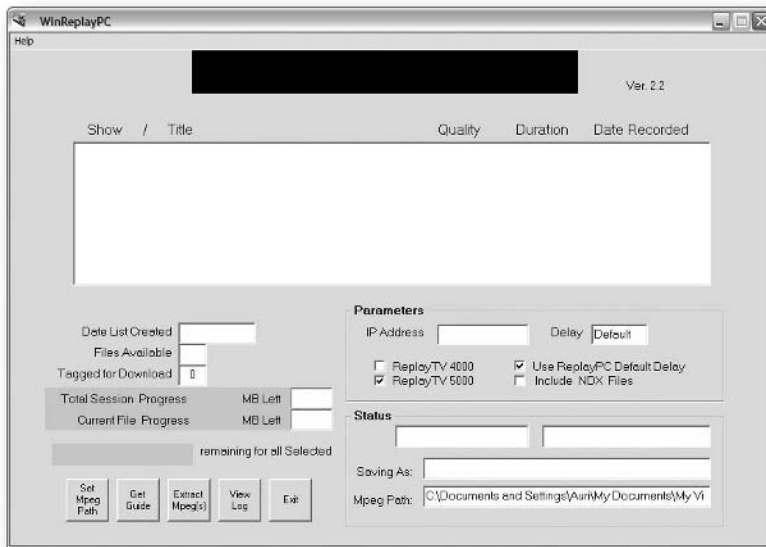 WinReplayPC
Help
Ver. 2.2
Show / Title Quality Duration Date Recorded
Date List Created
Files Available
Tagged for Download 0
Total Session Progress MB Left
Current File Progress MB Left
remaining for all Selected
Set Mpeg Path
Get Guide
Extract Mpeg(s)
View Log
Exit
Parameters
IP Address Delay Default
ReplayTV 4000 Use ReplayPC Default Delay
ReplayTV 5000 Include NDX Files
Status
Saving As:
Mpeg Path: C:\Documents and Settings\Auri\My Documents\My Vi